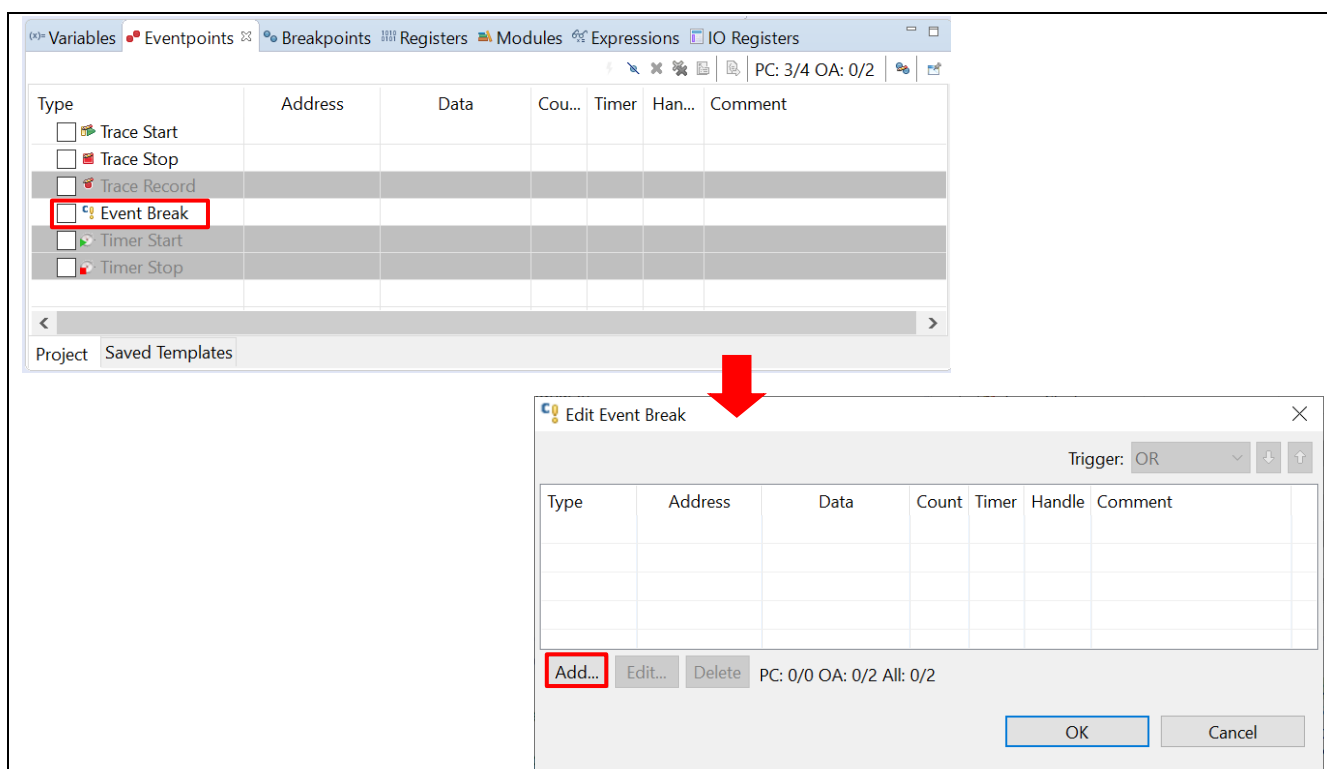 (x)= Variables Eventpoints Breakpoints Registers Modules Expressions IO Registers
PC: 3/4 OA: 0/2
Type Address Data Cou... Timer Han... Comment
Trace Start
Trace Stop
Trace Record
Event Break
Timer Start
Timer Stop
Project Saved Templates
Edit Event Break
Trigger: OR
Type Address Data Count Timer Handle Comment
Add... Edit... Delete PC: 0/0 OA: 0/2 All: 0/2
OK Cancel